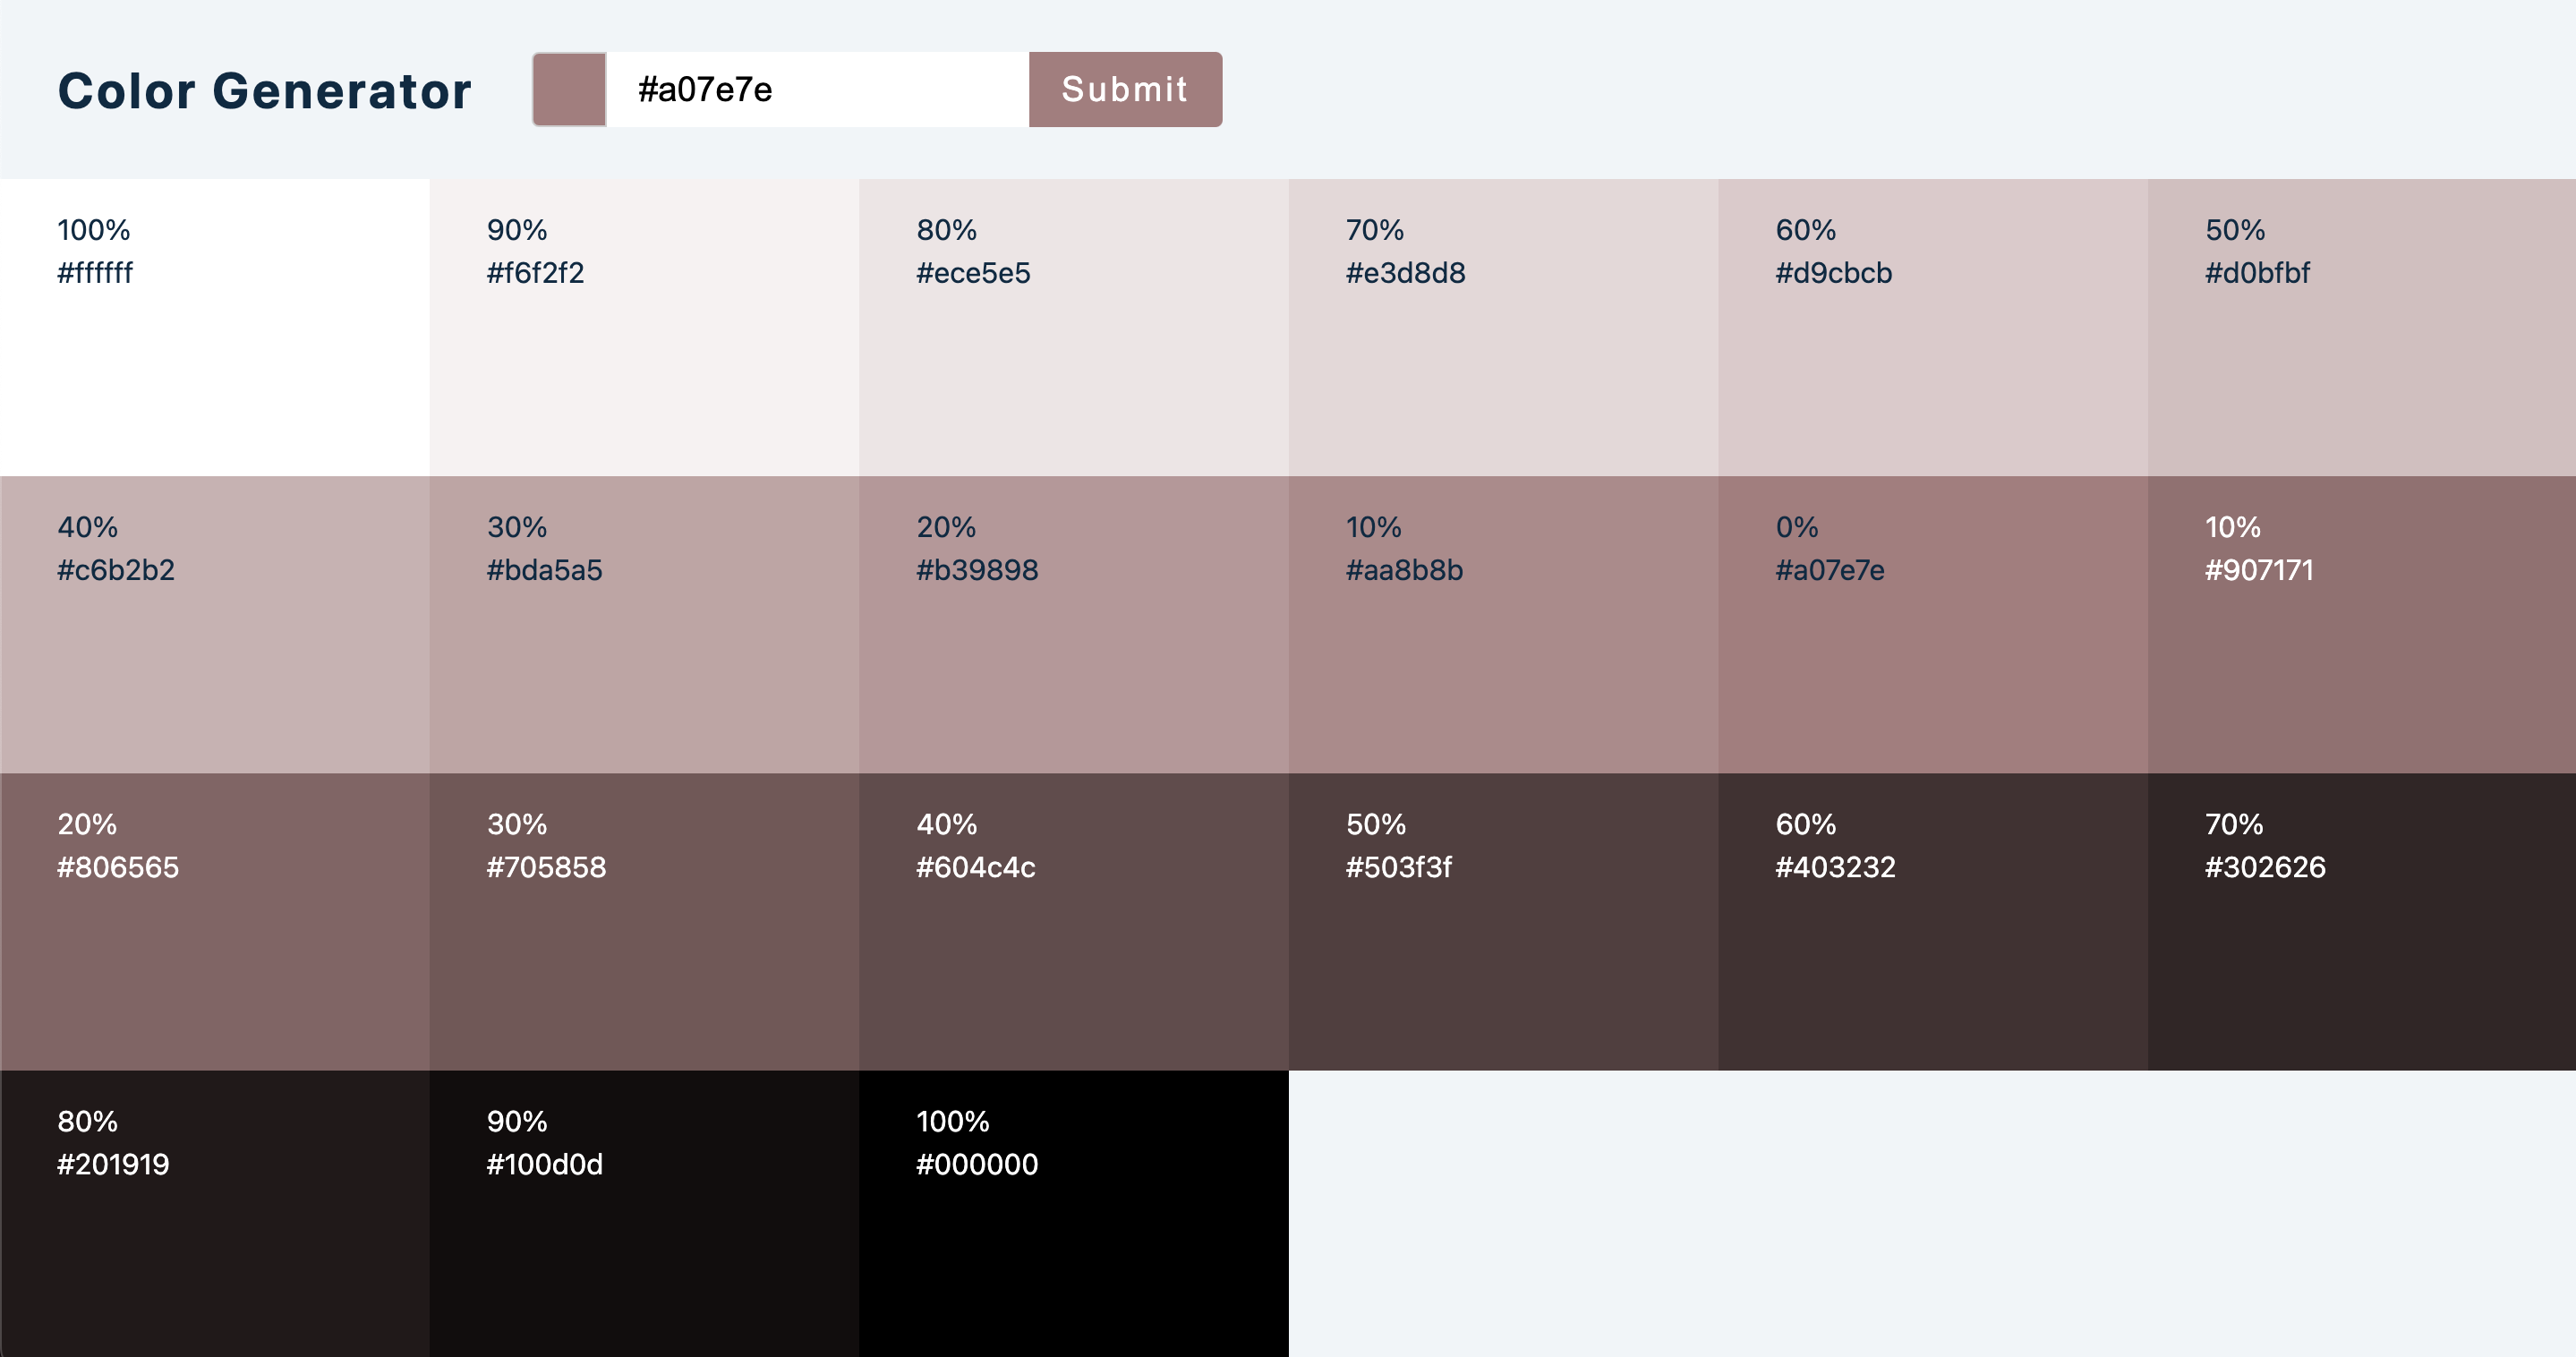 Color Generator
#a07e7e
Submit
100%
#ffffff
90%
#f6f2f2
80%
#ece5e5
70%
#e3d8d8
60%
#d9cbcb
50%
#d0bfbf
40%
#c6b2b2
30%
#bda5a5
20%
#b39898
10%
#aa8b8b
0%
#a07e7e
10%
#907171
20%
#806565
30%
#705858
40%
#604c4c
50%
#503f3f
60%
#403232
70%
#302626
80%
#201919
90%
#100d0d
100%
#000000